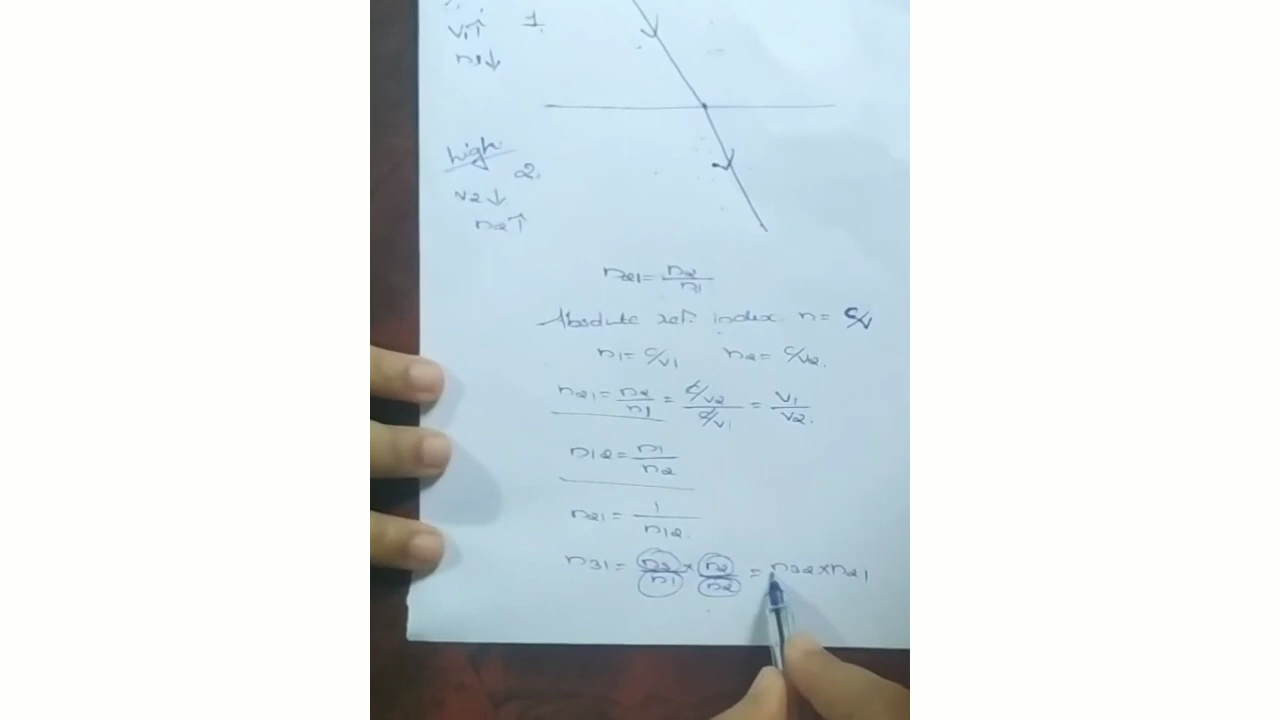 v1↑ 1.
n1↓
high 2.
v2↓
n2↑
n21 = n2/n1
Absolute ref. index n = c/v
n1 = c/v1 n2 = c/v2.
n21 = n2/n1 = c/v2 / c/v1 = v1/v2.
n12 = n1/n2
n21 = 1/n12.
n31 = n3/n1 × n2/n2 = n32 × n21